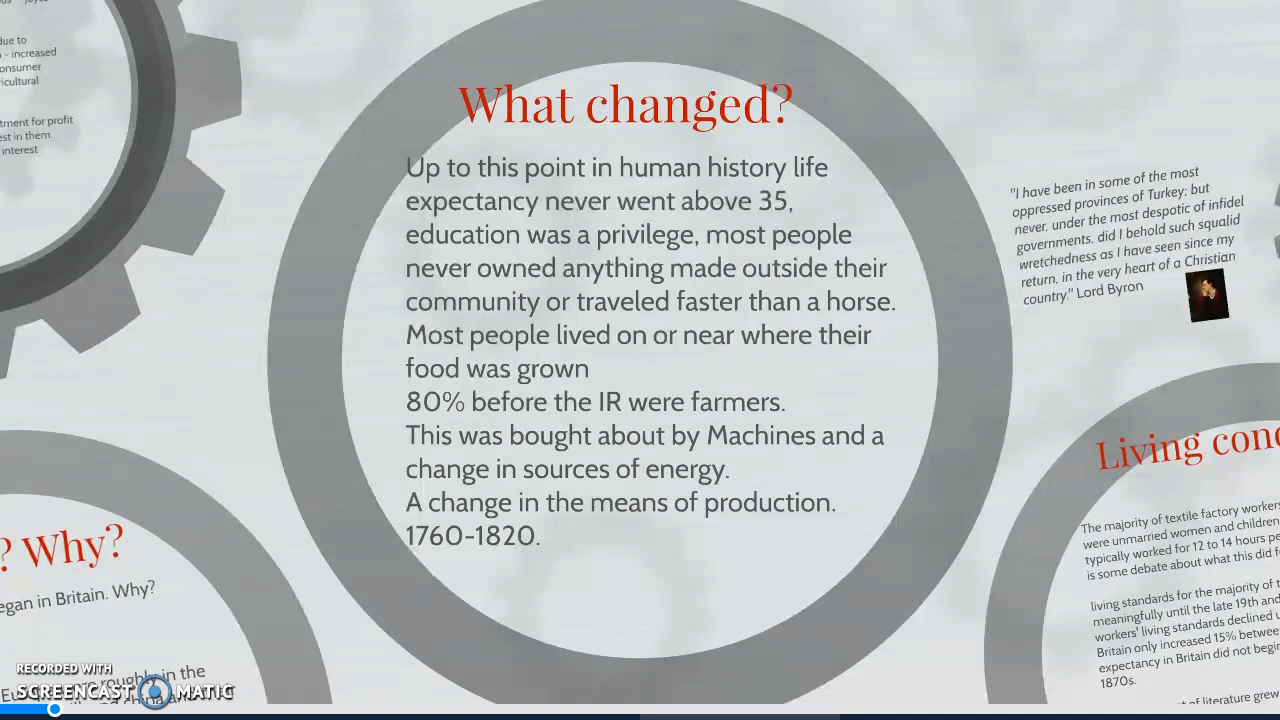 due to
- increased
onsumer
ricultural
tment for profit
est in them.
interest
What changed?
Up to this point in human history life
expectancy never went above 35,
education was a privilege, most people
never owned anything made outside their
community or traveled faster than a horse.
Most people lived on or near where their
food was grown
80% before the IR were farmers.
This was bought about by Machines and a
change in sources of energy.
A change in the means of production.
1760-1820.
"I have been in some of the most
oppressed provinces of Turkey; but
never, under the most despotic of infidel
governments, did I behold such squalid
wretchedness as I have seen since my
return, in the very heart of a Christian
country." Lord Byron
? Why?
egan in Britain. Why?
roughly in the
Living cond
The majority of textile factory workers
were unmarried women and children
typically worked for 12 to 14 hours pe
is some debate about what this did f
living standards for the majority of t
meaningfully until the late 19th and
workers' living standards declined u
Britain only increased 15% betwee
expectancy in Britain did not begi
1870s.
of literature grew
RECORDED WITH
SCREENCAST MATIC